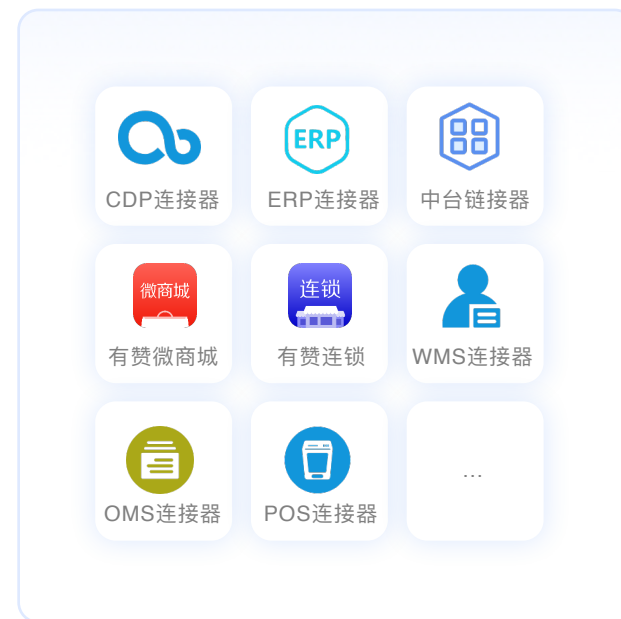 ERP
CDP连接器
ERP连接器
中台链接器
微商城
连锁
有赞微商城
有赞连锁
WMS连接器
OMS连接器
POS连接器
...